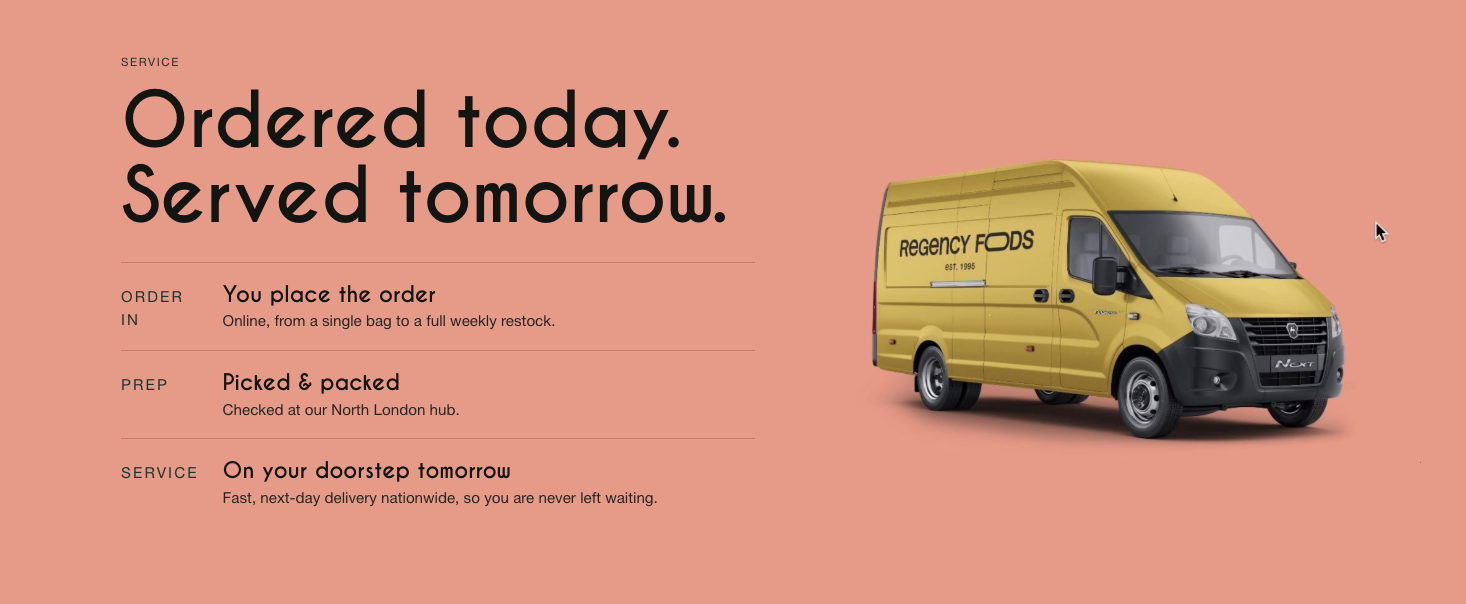 SERVICE
Ordered today.
Served tomorrow.
ORDER
IN
You place the order
Online, from a single bag to a full weekly restock.
PREP
Picked & packed
Checked at our North London hub.
SERVICE
On your doorstep tomorrow
Fast, next-day delivery nationwide, so you are never left waiting.
REGENCY FOODS
EST. 1995
NEXT